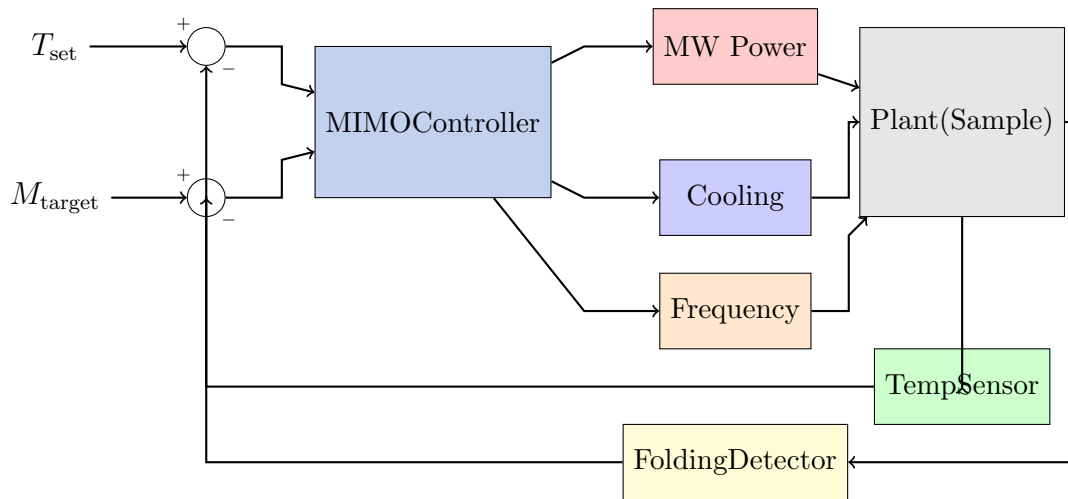 T_set
+
−
MW Power
MIMOController
Plant(Sample)
M_target
+
−
Cooling
Frequency
TempSensor
FoldingDetector